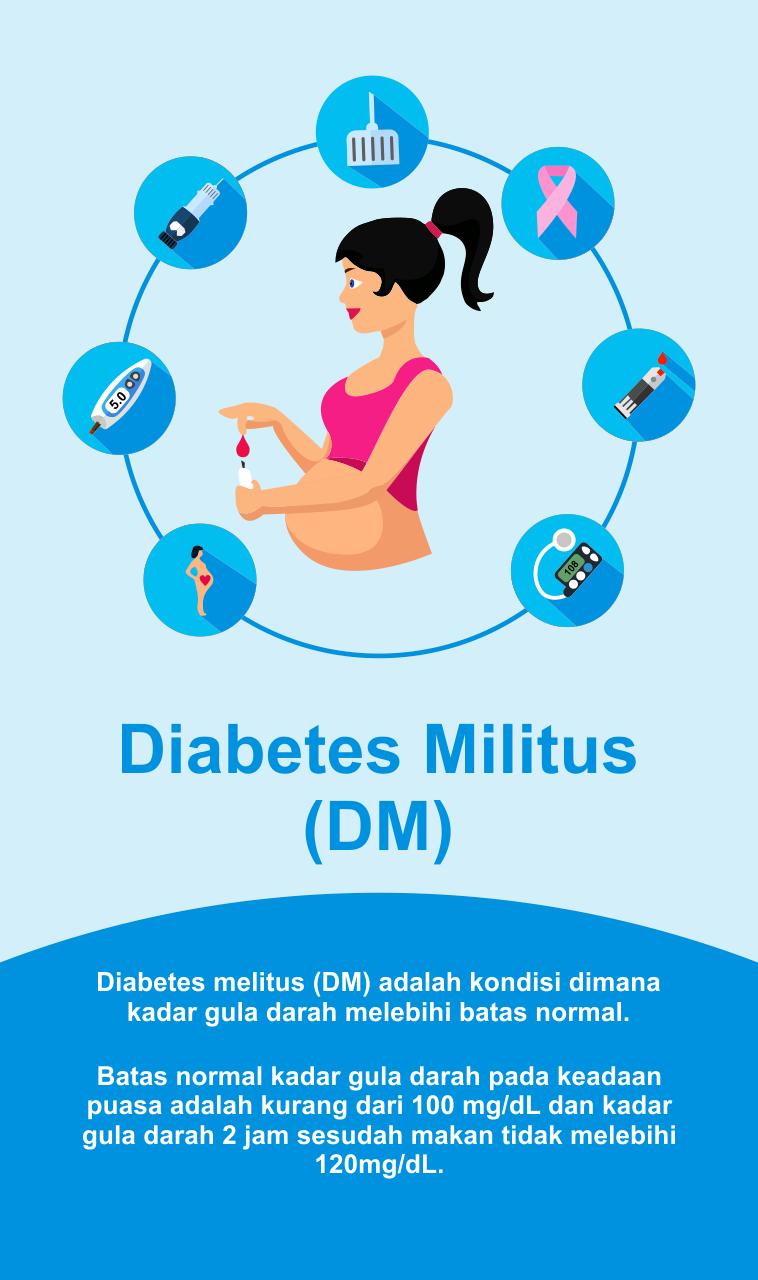 5.0
108
Diabetes Militus
(DM)
Diabetes melitus (DM) adalah kondisi dimana
kadar gula darah melebihi batas normal.
Batas normal kadar gula darah pada keadaan
puasa adalah kurang dari 100 mg/dL dan kadar
gula darah 2 jam sesudah makan tidak melebihi
120mg/dL.